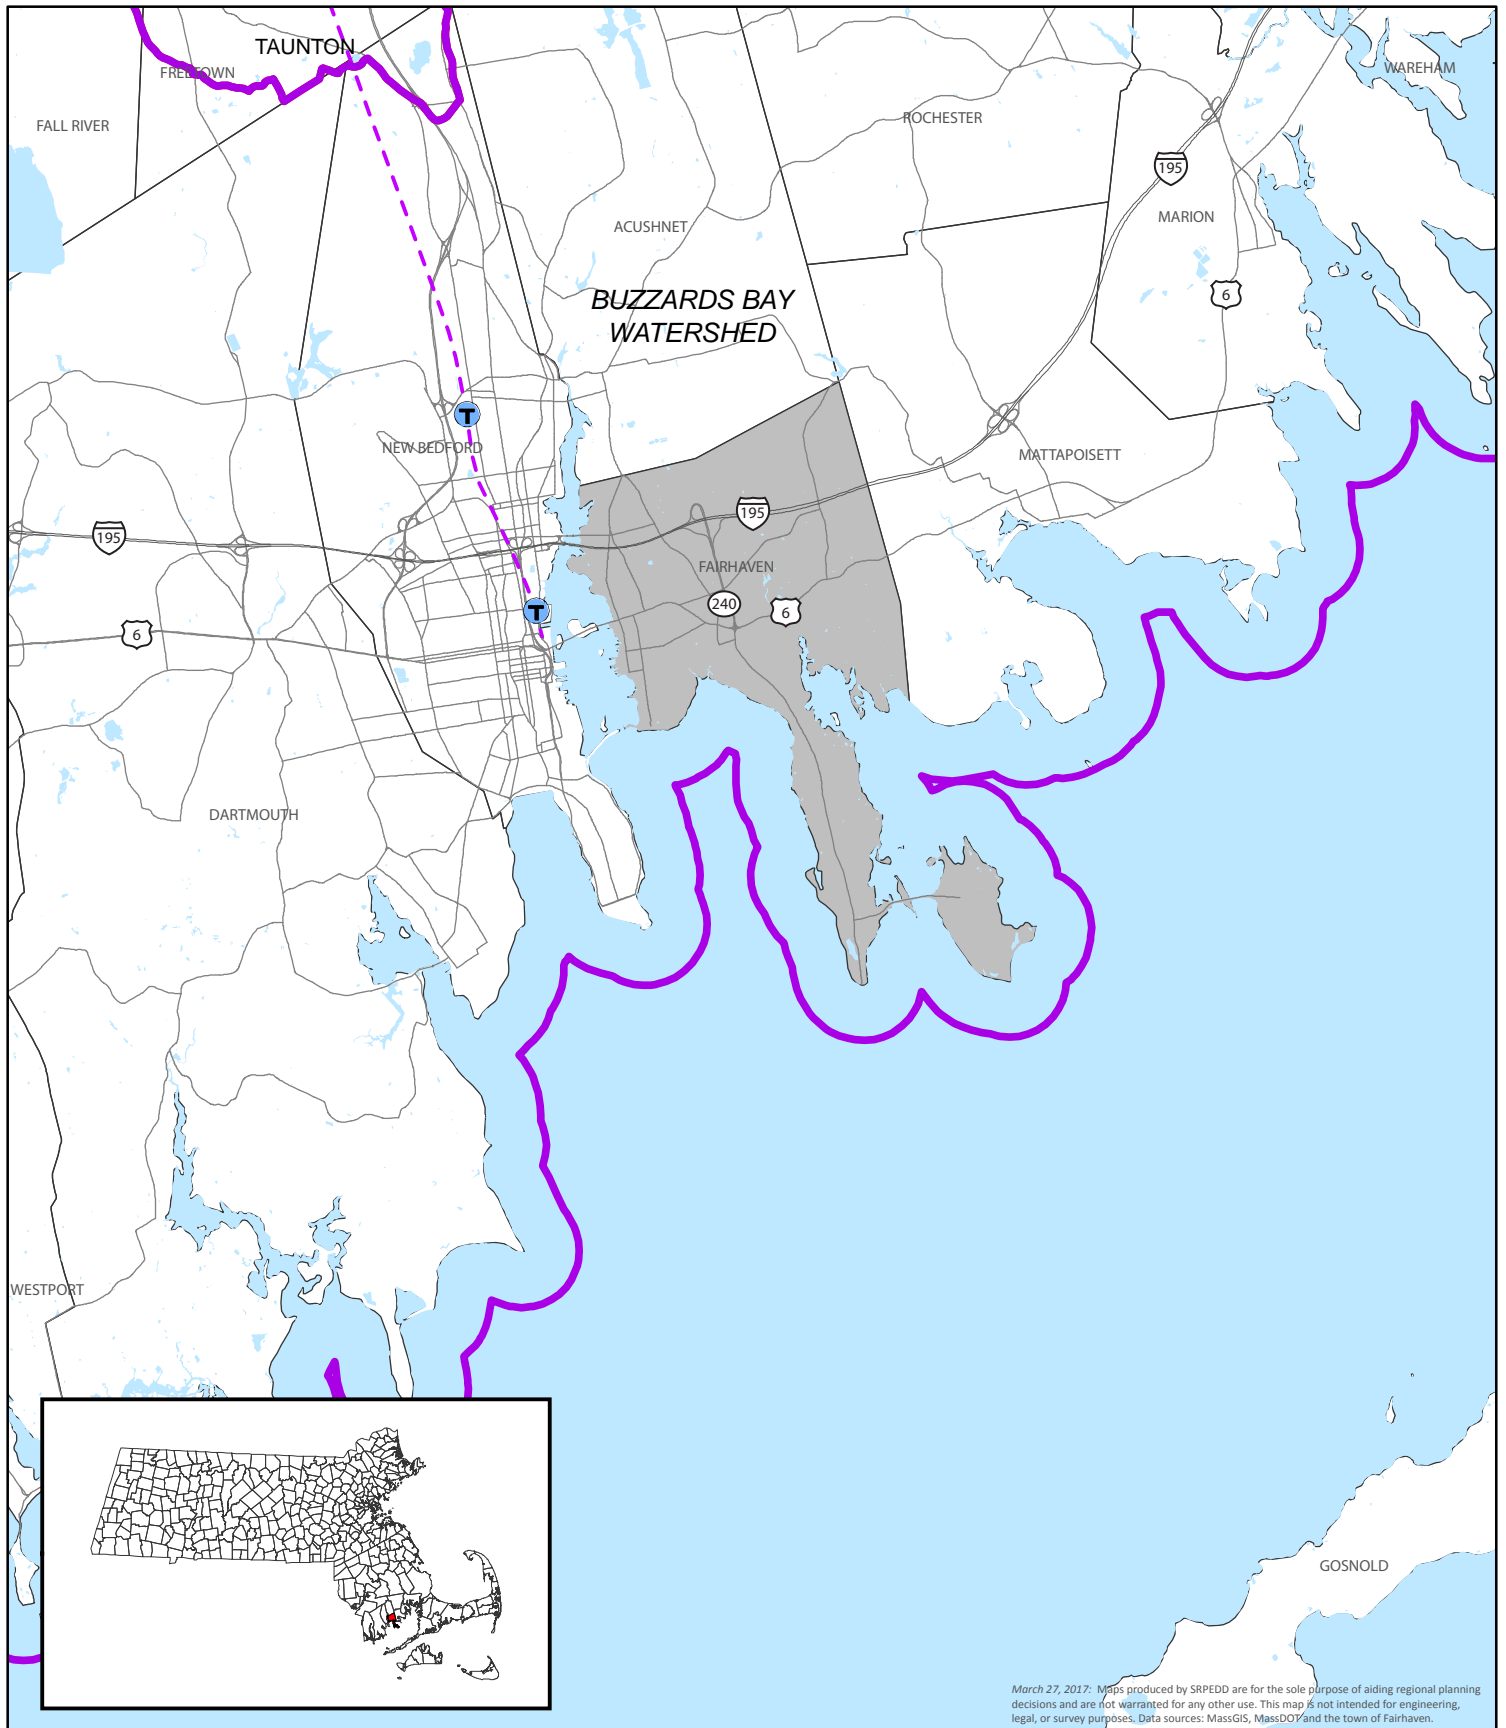 TAUNTON
FREETOWN
WAREHAM
FALL RIVER
ROCHESTER
195
MARION
ACUSHNET
6
BUZZARDS BAY
WATERSHED
T
NEW BEDFORD
MATTAPOISETT
195
195
FAIRHAVEN
240
6
T
6
DARTMOUTH
WESTPORT
GOSNOLD
March 27, 2017: Maps produced by SRPEDD are for the sole purpose of aiding regional planning
decisions and are not warranted for any other use. This map is not intended for engineering,
legal, or survey purposes. Data sources: MassGIS, MassDOT and the town of Fairhaven.